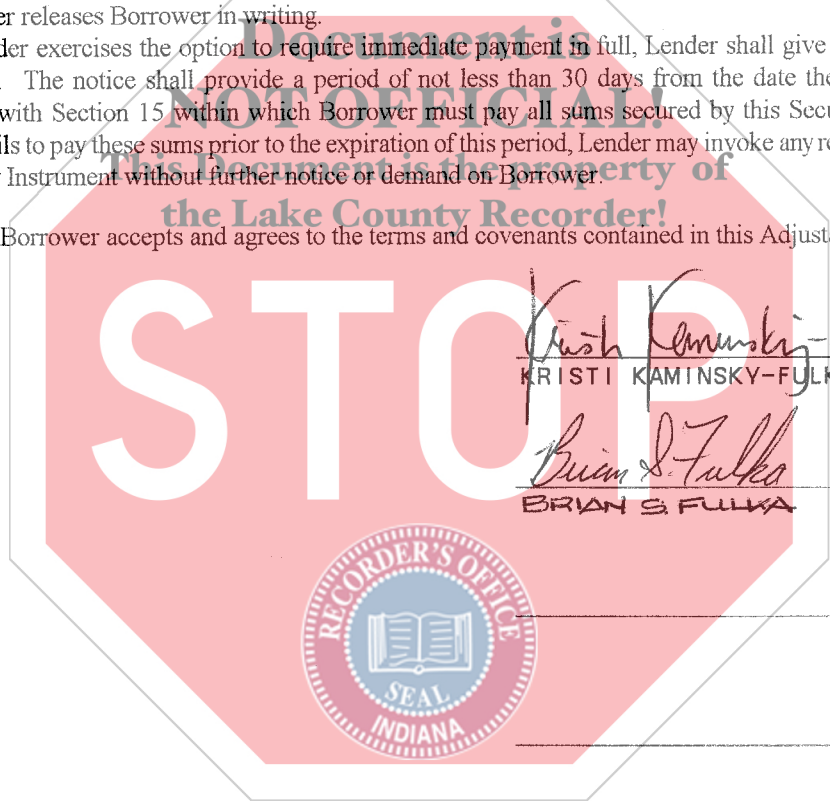 er releases Borrower in writing.
Document is
der exercises the option to require immediate payment in full, Lender shall give
. The notice shall provide a period of not less than 30 days from the date the
NOT OFFICIAL!
with Section 15 within which Borrower must pay all sums secured by this Secu
ils to pay these sums prior to the expiration of this period, Lender may invoke any re
This Document is the property of
Instrument without further notice or demand on Borrower.
the Lake County Recorder!
Borrower accepts and agrees to the terms and covenants contained in this Adjusta
STOP
Kristi Kaminsky-
KRISTI KAMINSKY-FULK
Brian S. Fulka
BRIAN S. FULKA
RECORDER'S OFFICE
SEAL
INDIANA